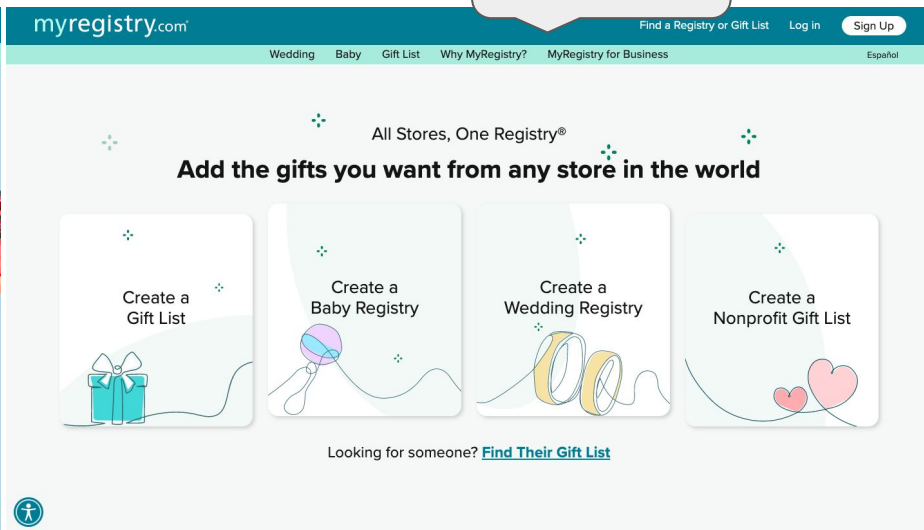 myregistry.com
Find a Registry or Gift List Log in Sign Up
Wedding Baby Gift List Why MyRegistry? MyRegistry for Business Español
All Stores, One Registry®
Add the gifts you want from any store in the world
Create a
Gift List
Create a
Baby Registry
Create a
Wedding Registry
Create a
Nonprofit Gift List
Looking for someone? Find Their Gift List